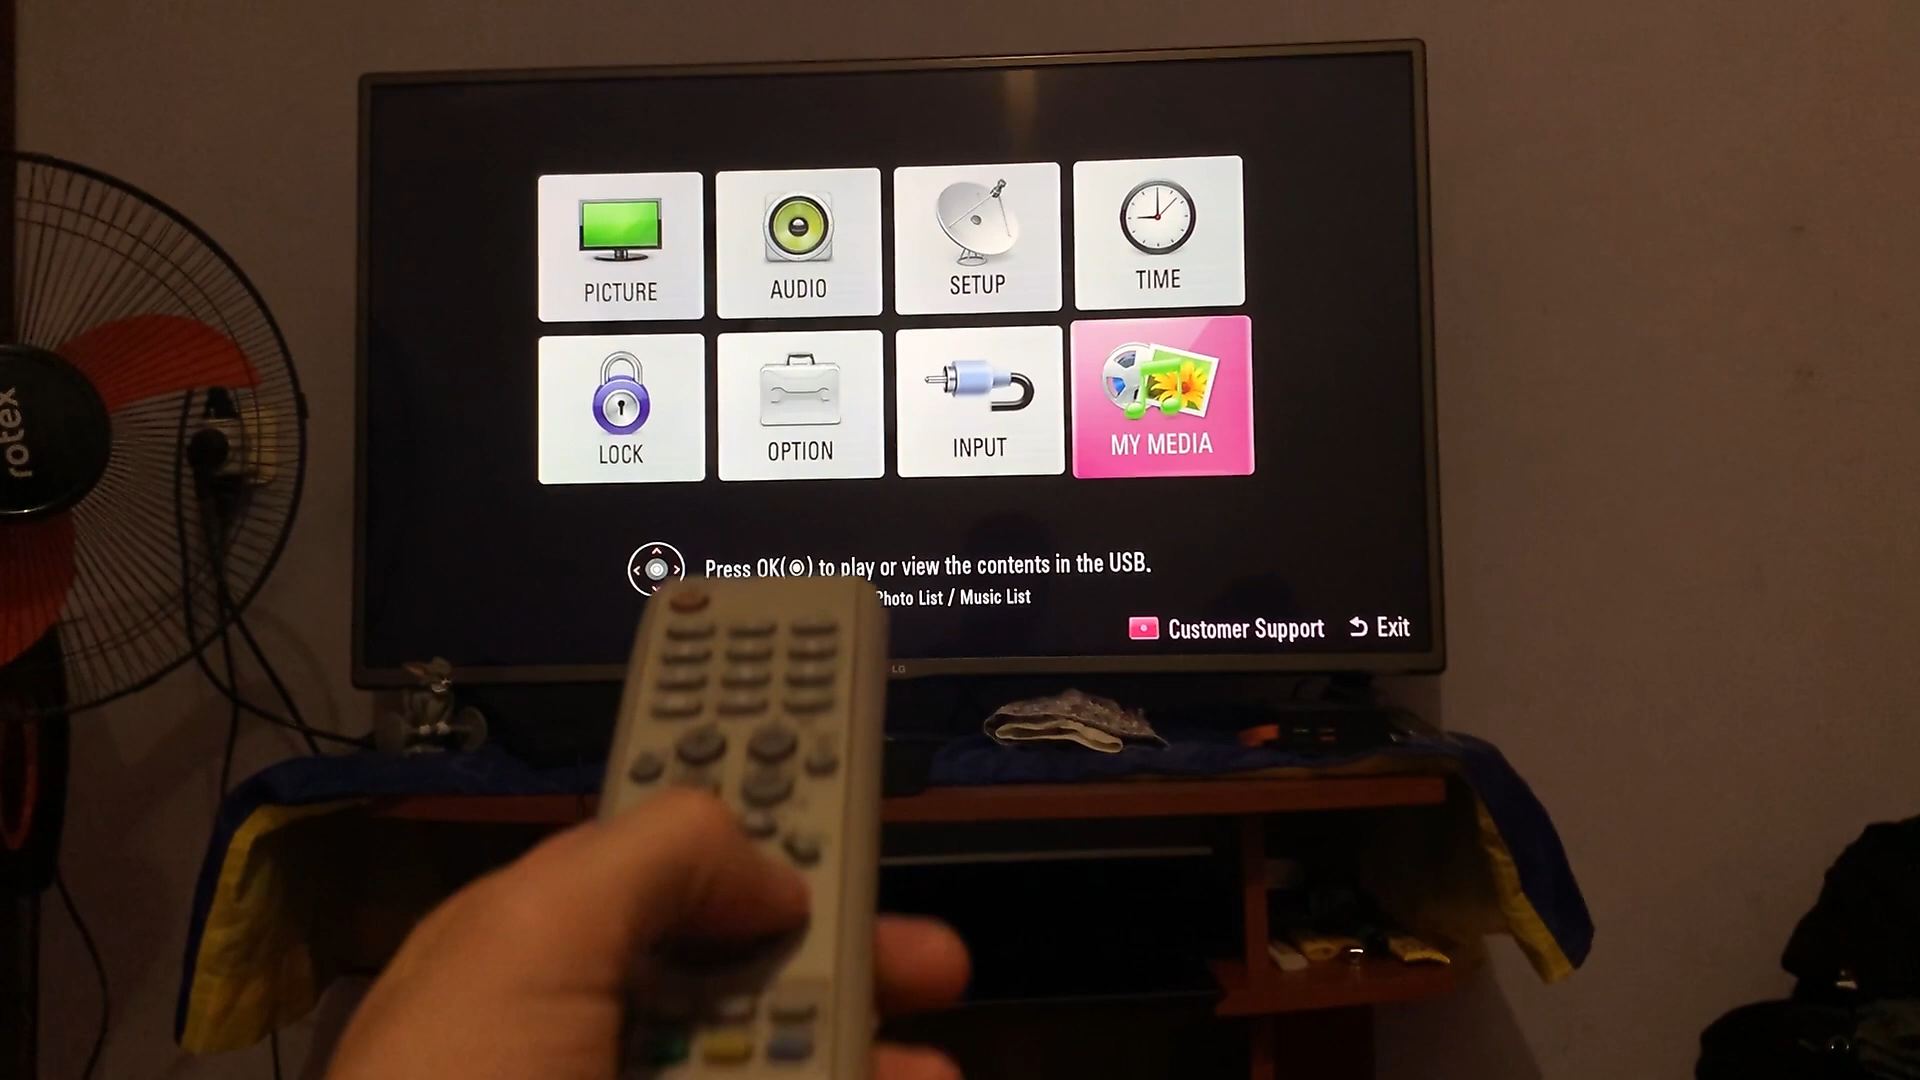 PICTURE
AUDIO
SETUP
TIME
LOCK
OPTION
INPUT
MY MEDIA
Press OK(◉) to play or view the contents in the USB.
Photo List / Music List
Customer Support
Exit
LG
rotex